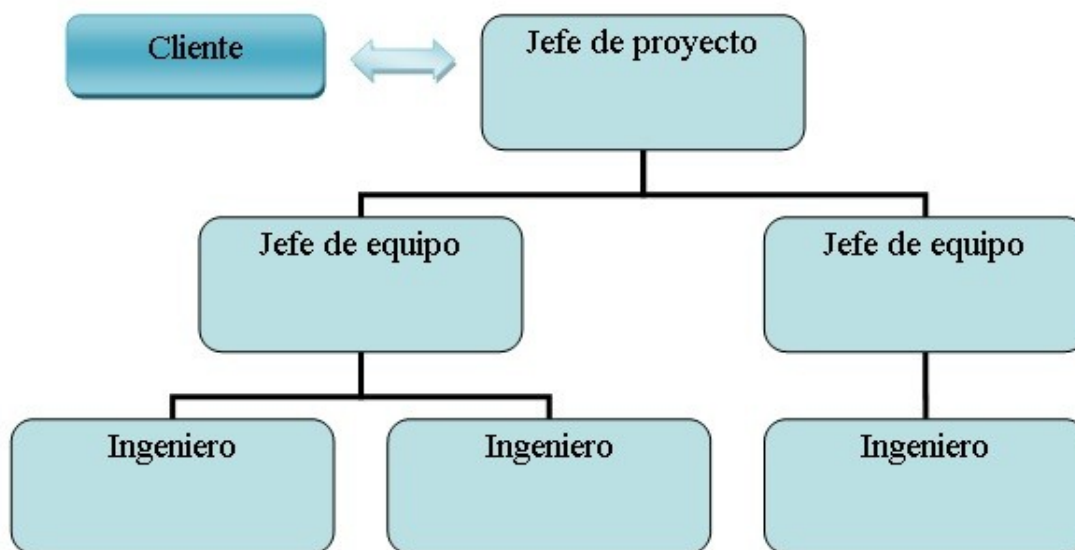 Cliente
Jefe de proyecto
Jefe de equipo
Jefe de equipo
Ingeniero
Ingeniero
Ingeniero